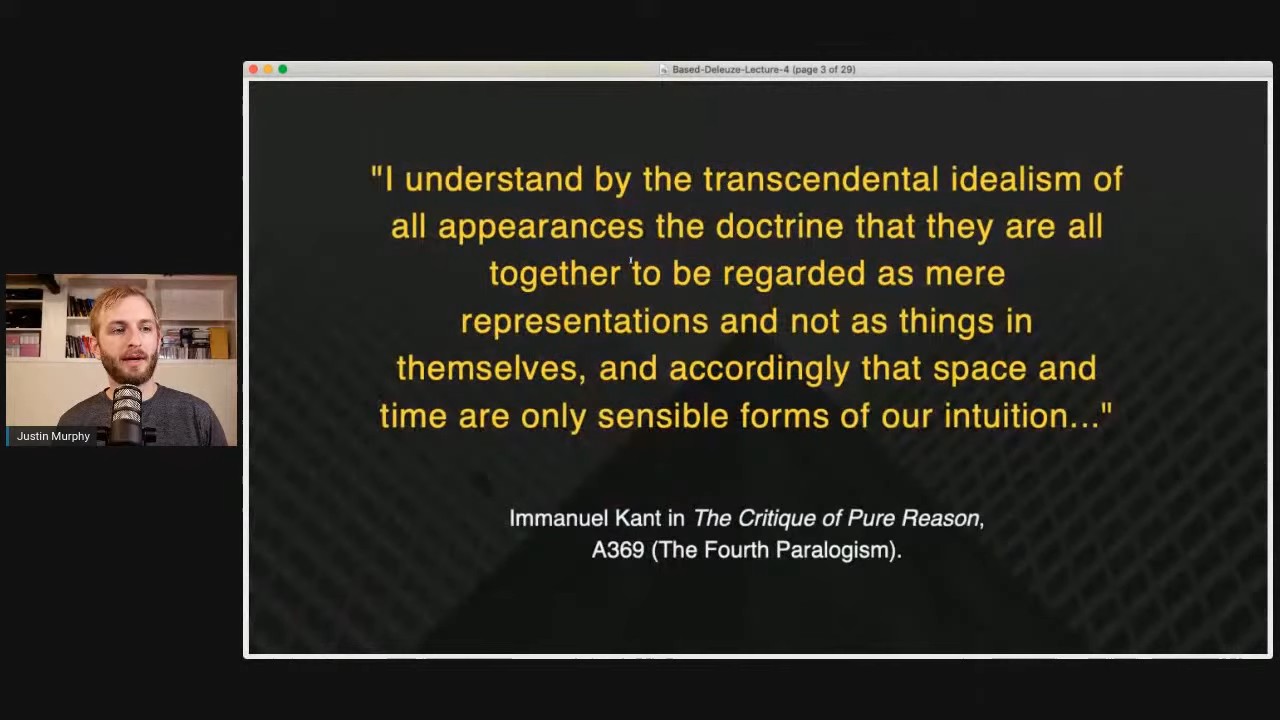 Based-Deleuze-Lecture-4 (page 3 of 29)
"I understand by the transcendental idealism of
all appearances the doctrine that they are all
together to be regarded as mere
representations and not as things in
themselves, and accordingly that space and
time are only sensible forms of our intuition..."
Immanuel Kant in The Critique of Pure Reason,
A369 (The Fourth Paralogism).
Justin Murphy